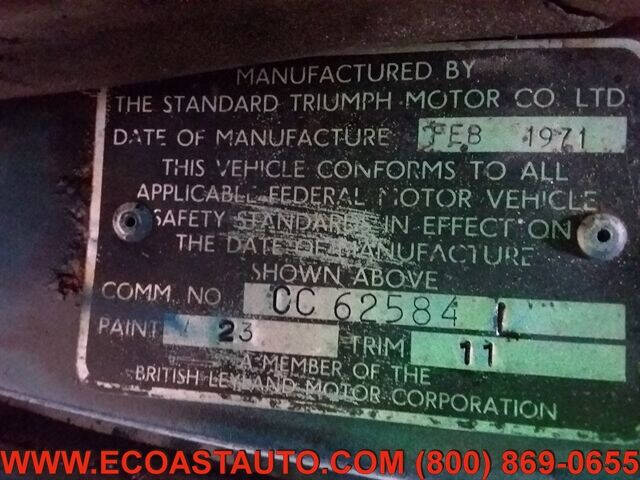 MANUFACTURED BY
THE STANDARD TRIUMPH MOTOR CO LTD
DATE OF MANUFACTURE FEB 1971
THIS VEHICLE CONFORMS TO ALL
APPLICABLE FEDERAL MOTOR VEHICLE
SAFETY STANDARDS IN EFFECT ON
THE DATE OF MANUFACTURE
SHOWN ABOVE
COMM. NO CC 62584 L
PAINT 23 TRIM 11
A MEMBER OF THE
BRITISH LEYLAND MOTOR CORPORATION
WWW.ECOASTAUTO.COM (800) 869-0655